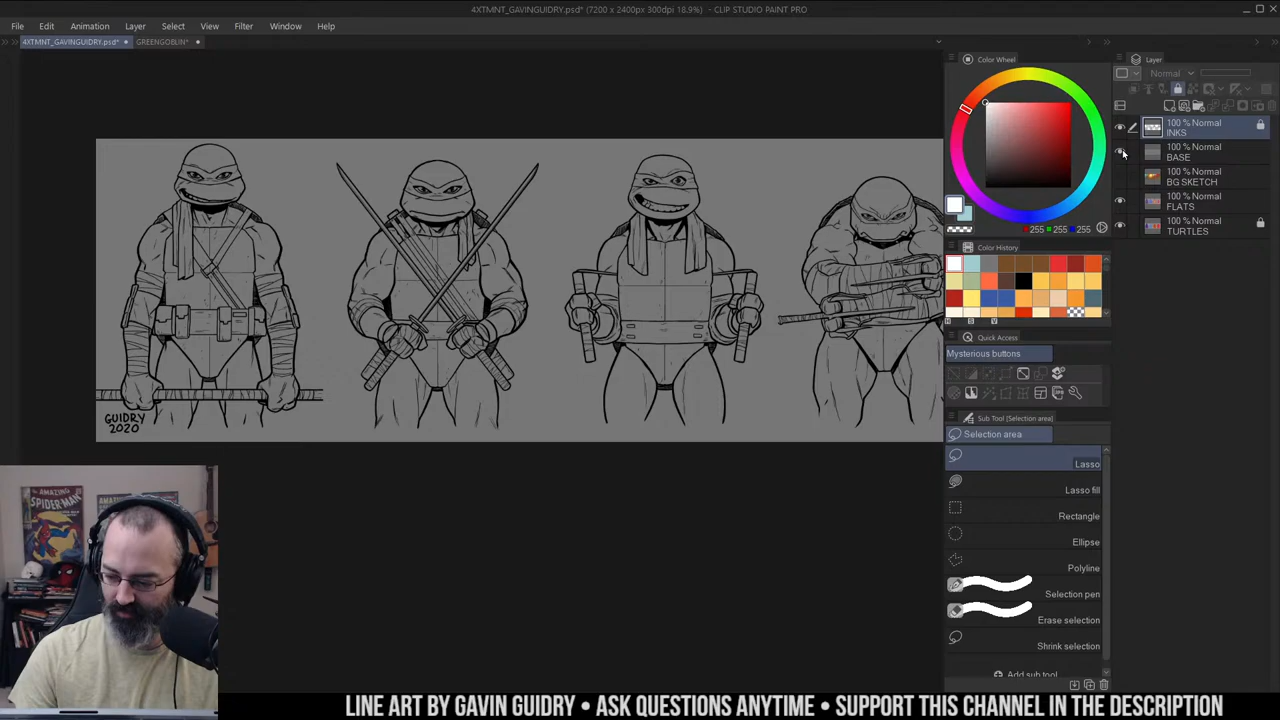 4XTMNT_GAVINGUIDRY.psd* (7200 x 2400px 300dpi 18.9%) - CLIP STUDIO PAINT PRO
File Edit Animation Layer Select View Filter Window Help
4XTMNT_GAVINGUIDRY.psd* GREENGOBLIN*
Color Wheel
Layer
Normal
100 % Normal
INKS
100 % Normal
BASE
100 % Normal
BG SKETCH
100 % Normal
FLATS
100 % Normal
TURTLES
255 255 255
Color History
H S V
Quick Access
Mysterious buttons
Sub Tool [Selection area]
Selection area
Lasso
Lasso fill
Rectangle
Ellipse
Polyline
Selection pen
Erase selection
Shrink selection
Add sub tool
GUIDRY
2020
THE AMAZING
SPIDER-MAN
LINE ART BY GAVIN GUIDRY • ASK QUESTIONS ANYTIME • SUPPORT THIS CHANNEL IN THE DESCRIPTION